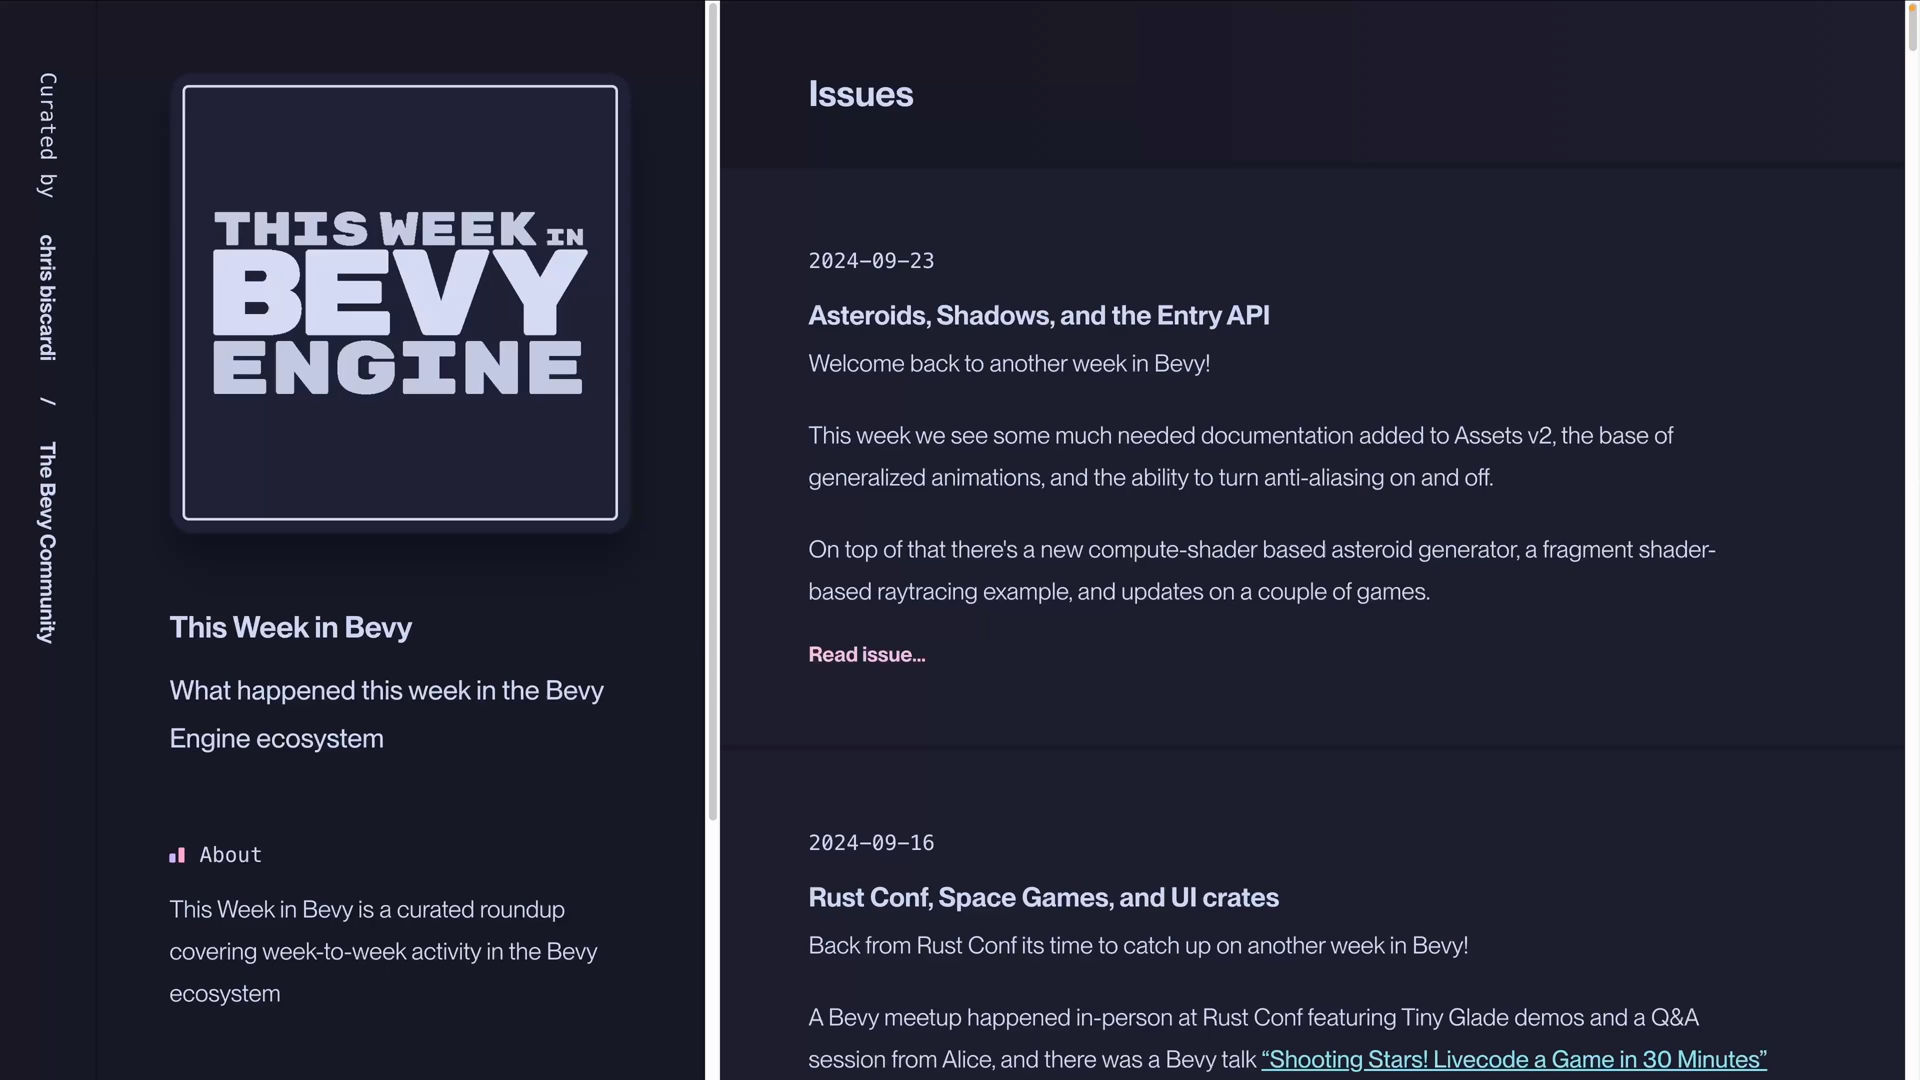 Curated by chris biscardi / The Bevy Community
THIS WEEK IN
BEVY
ENGINE
This Week in Bevy
What happened this week in the Bevy
Engine ecosystem
About
This Week in Bevy is a curated roundup
covering week-to-week activity in the Bevy
ecosystem
Issues
2024-09-23
Asteroids, Shadows, and the Entry API
Welcome back to another week in Bevy!
This week we see some much needed documentation added to Assets v2, the base of
generalized animations, and the ability to turn anti-aliasing on and off.
On top of that there's a new compute-shader based asteroid generator, a fragment shader-
based raytracing example, and updates on a couple of games.
Read issue...
2024-09-16
Rust Conf, Space Games, and UI crates
Back from Rust Conf its time to catch up on another week in Bevy!
A Bevy meetup happened in-person at Rust Conf featuring Tiny Glade demos and a Q&A
session from Alice, and there was a Bevy talk “Shooting Stars! Livecode a Game in 30 Minutes”